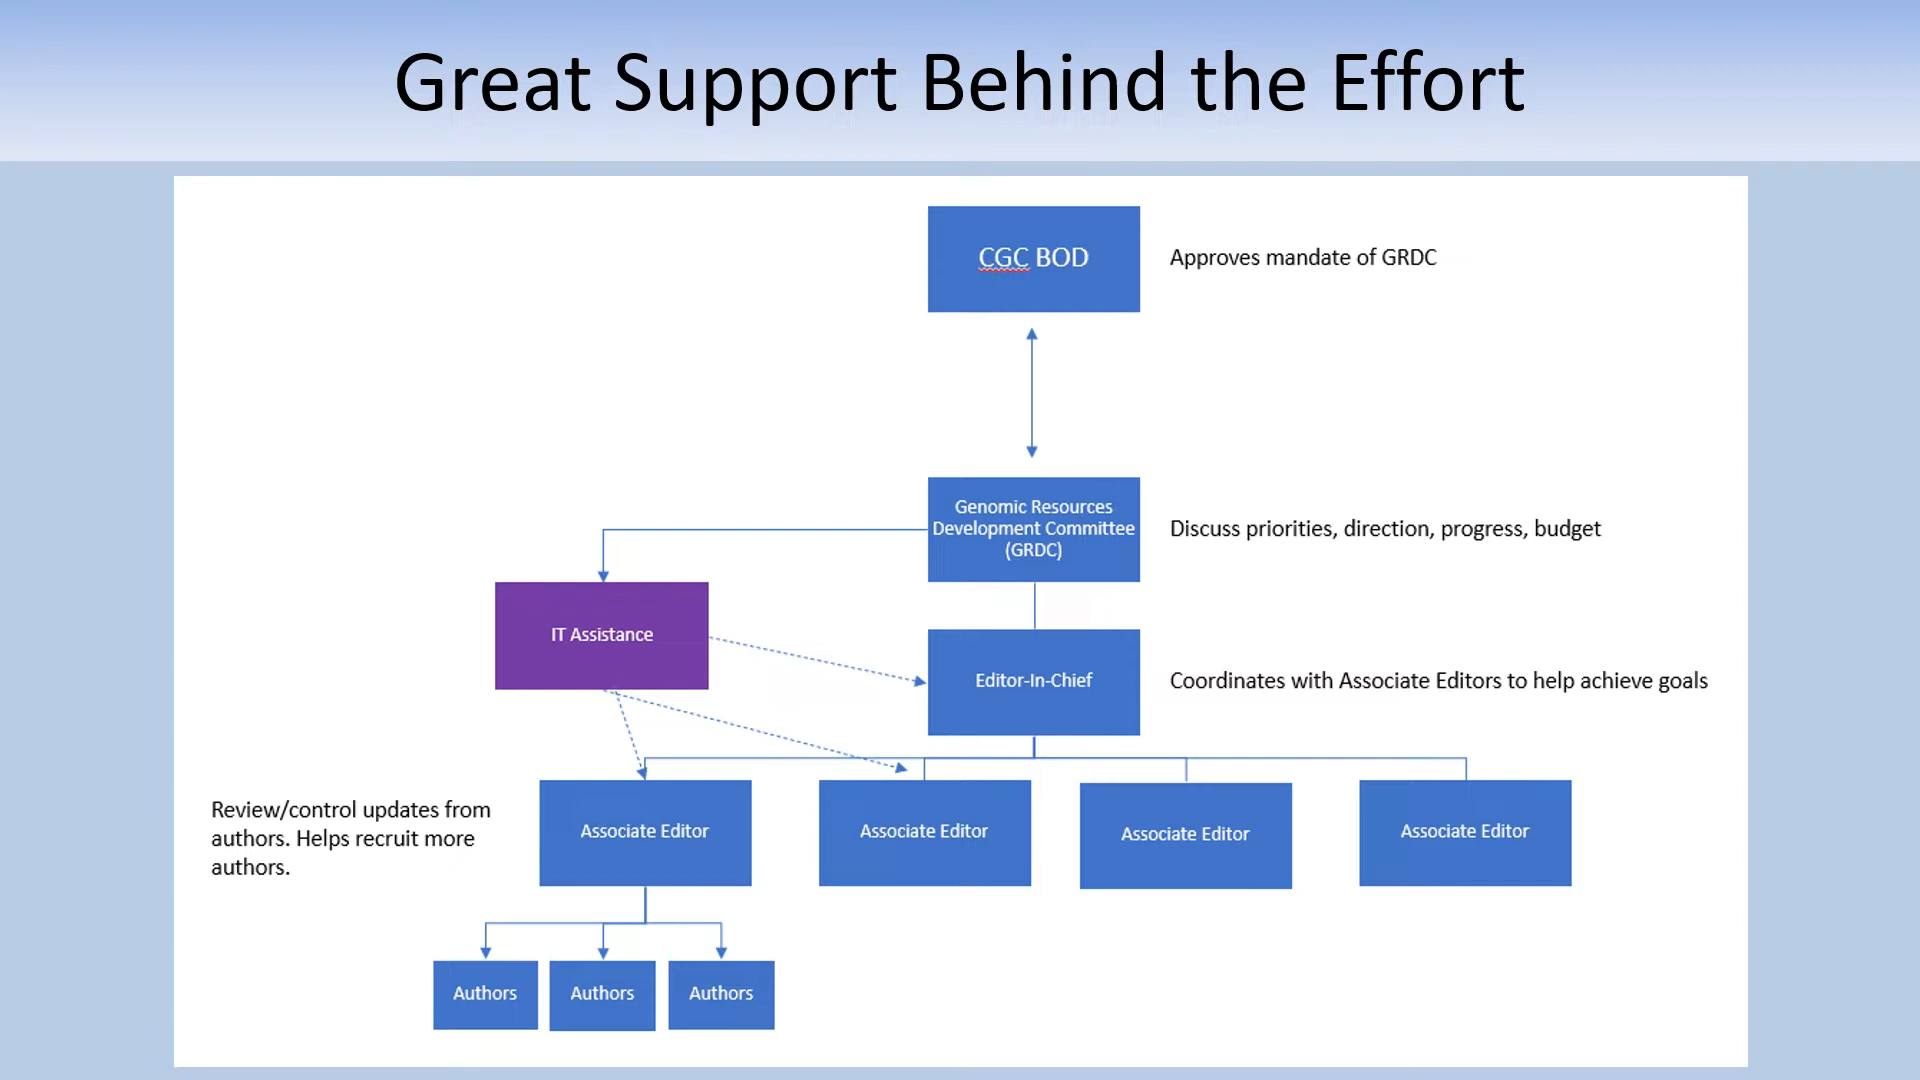 Great Support Behind the Effort
CGC BOD
Approves mandate of GRDC
Genomic Resources
Development Committee
(GRDC)
Discuss priorities, direction, progress, budget
IT Assistance
Editor-In-Chief
Coordinates with Associate Editors to help achieve goals
Review/control updates from
authors. Helps recruit more
authors.
Associate Editor
Associate Editor
Associate Editor
Associate Editor
Authors
Authors
Authors